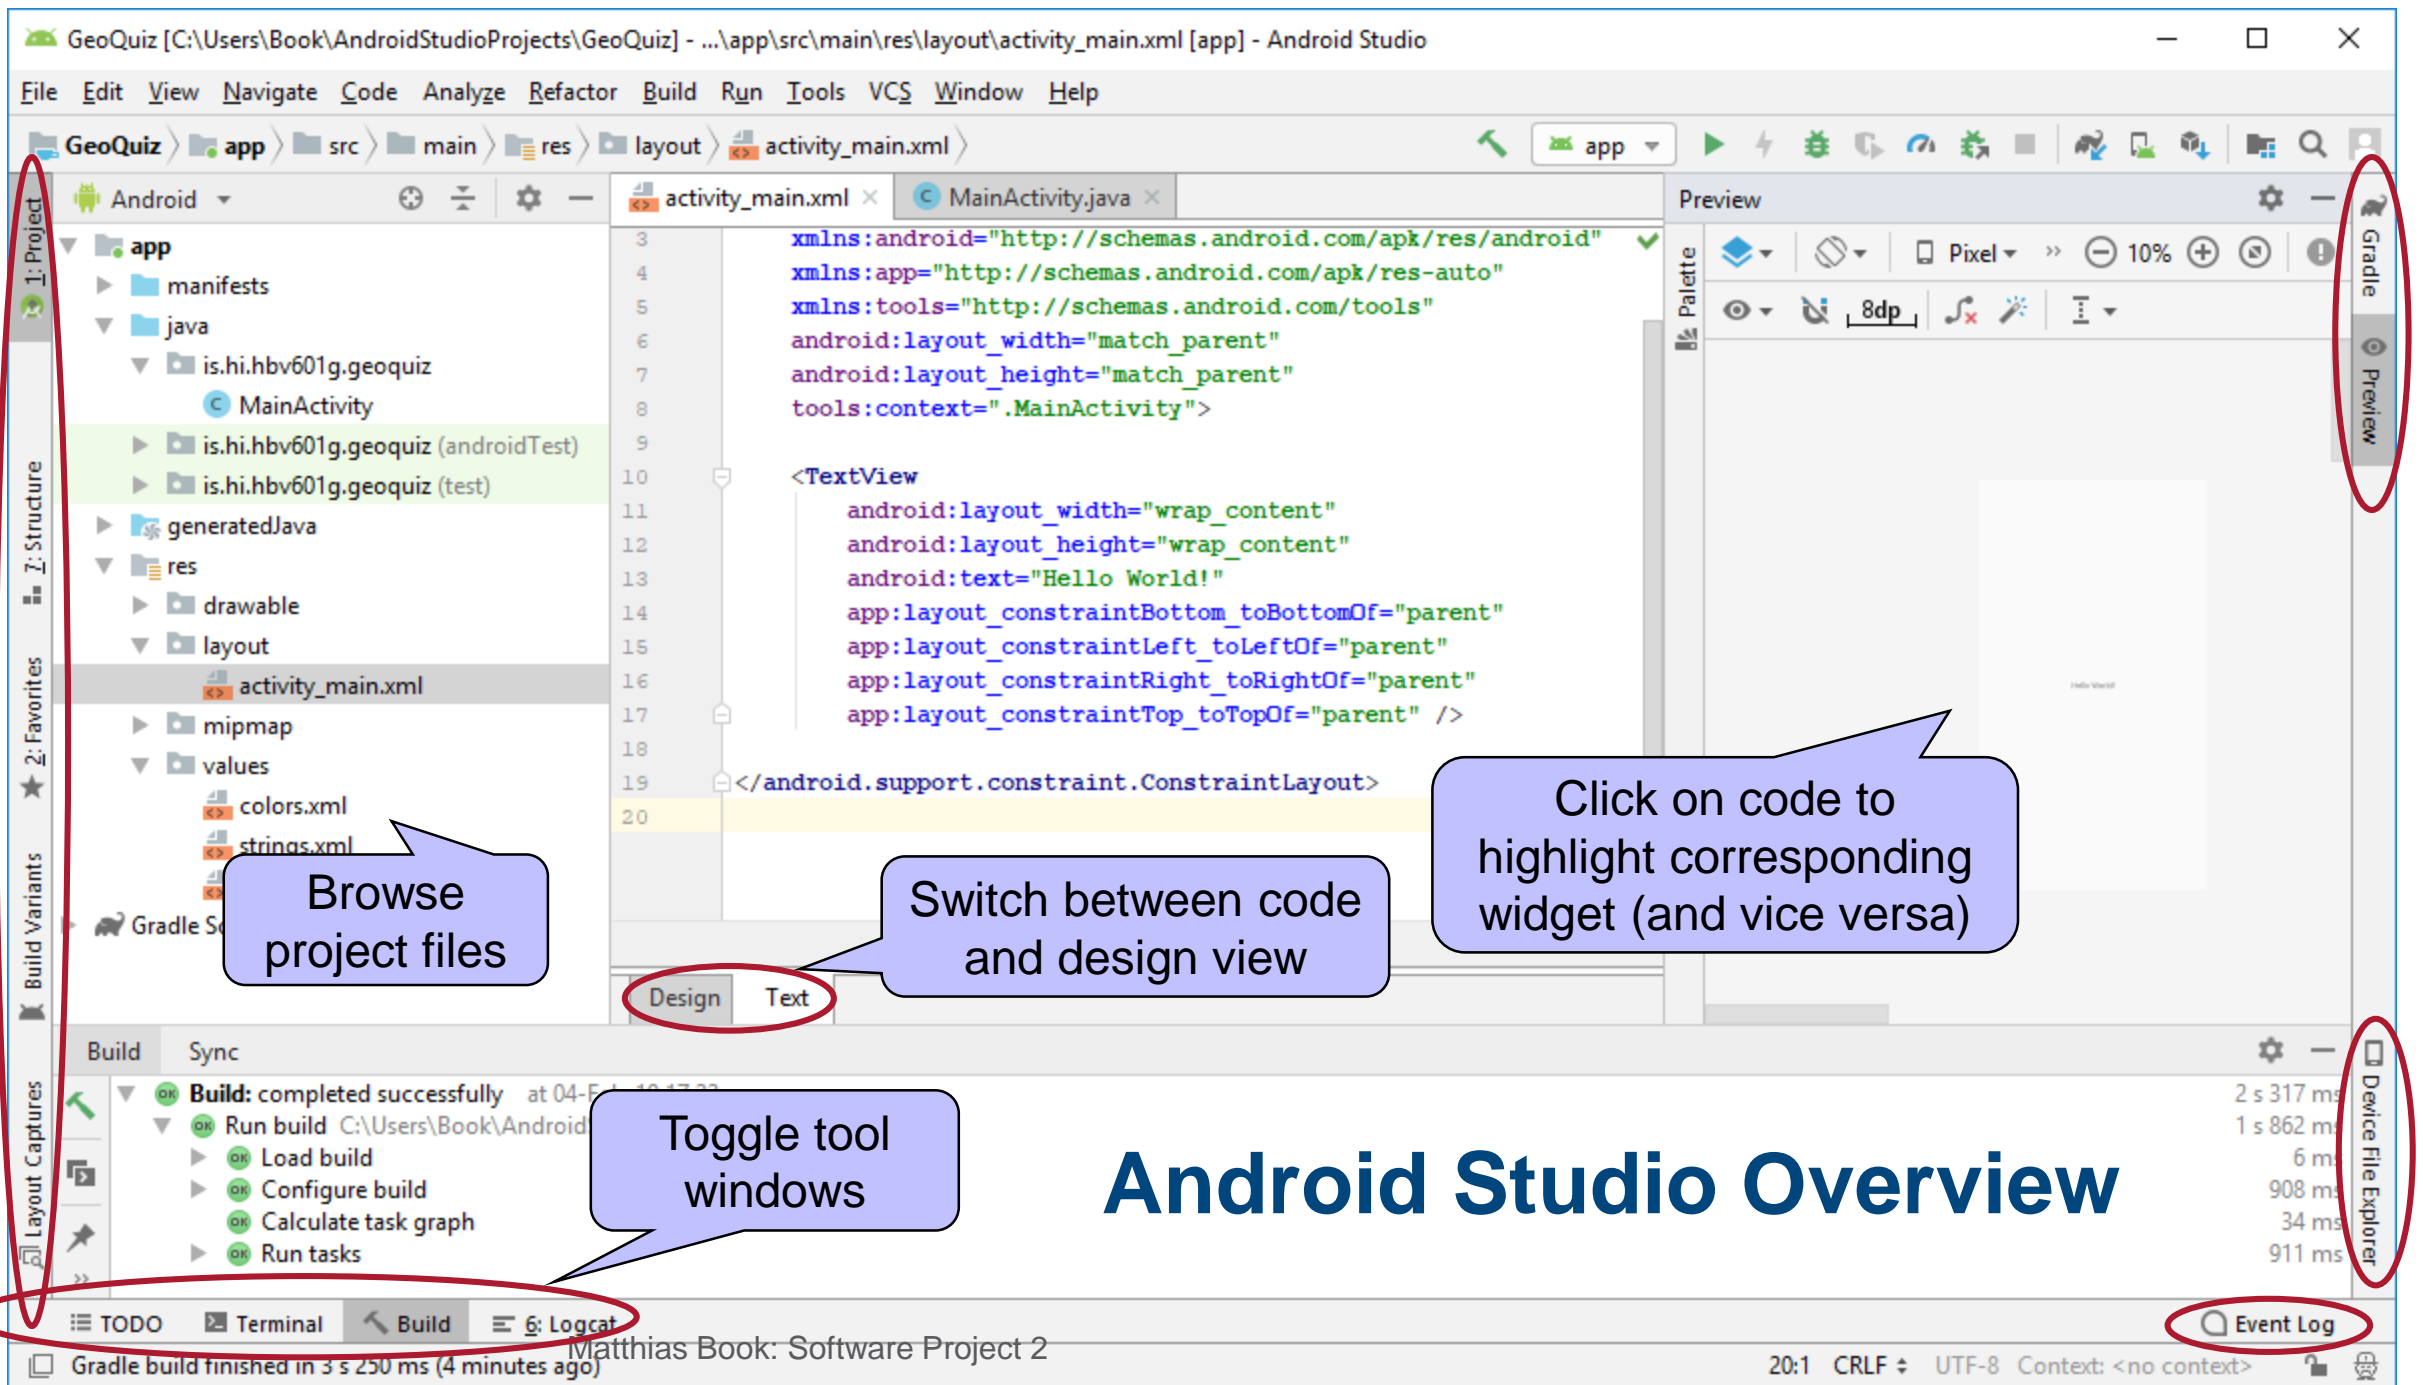 GeoQuiz [C:\Users\Book\AndroidStudioProjects\GeoQuiz] - ...\app\src\main\res\layout\activity_main.xml [app] - Android Studio
File Edit View Navigate Code Analyze Refactor Build Run Tools VCS Window Help
GeoQuiz app src main res layout activity_main.xml
app
1: Project
7: Structure
2: Favorites
Build Variants
Layout Captures
Android
app
manifests
java
is.hi.hbv601g.geoquiz
MainActivity
is.hi.hbv601g.geoquiz (androidTest)
is.hi.hbv601g.geoquiz (test)
generatedJava
res
drawable
layout
activity_main.xml
mipmap
values
colors.xml
strings.xml
Gradle
Browse
project files
activity_main.xml MainActivity.java
3 xmlns:android="http://schemas.android.com/apk/res/android"
4 xmlns:app="http://schemas.android.com/apk/res-auto"
5 xmlns:tools="http://schemas.android.com/tools"
6 android:layout_width="match_parent"
7 android:layout_height="match_parent"
8 tools:context=".MainActivity">
9
10 <TextView
11 android:layout_width="wrap_content"
12 android:layout_height="wrap_content"
13 android:text="Hello World!"
14 app:layout_constraintBottom_toBottomOf="parent"
15 app:layout_constraintLeft_toLeftOf="parent"
16 app:layout_constraintRight_toRightOf="parent"
17 app:layout_constraintTop_toTopOf="parent" />
18
19 </android.support.constraint.ConstraintLayout>
20
Switch between code
and design view
Design Text
Preview
Palette
Pixel 10%
8dp
Hello World!
Click on code to
highlight corresponding
widget (and vice versa)
Gradle
Preview
Device File Explorer
Build Sync
Build: completed successfully at 2 s 317 ms
Run build 1 s 862 ms
Load build 6 ms
Configure build 908 ms
Calculate task graph 34 ms
Run tasks 911 ms
Toggle tool
windows
Android Studio Overview
TODO Terminal Build 6: Logcat Event Log
Matthias Book: Software Project 2
Gradle build finished in 3 s 250 ms (4 minutes ago) 20:1 CRLF UTF-8 Context: <no context>